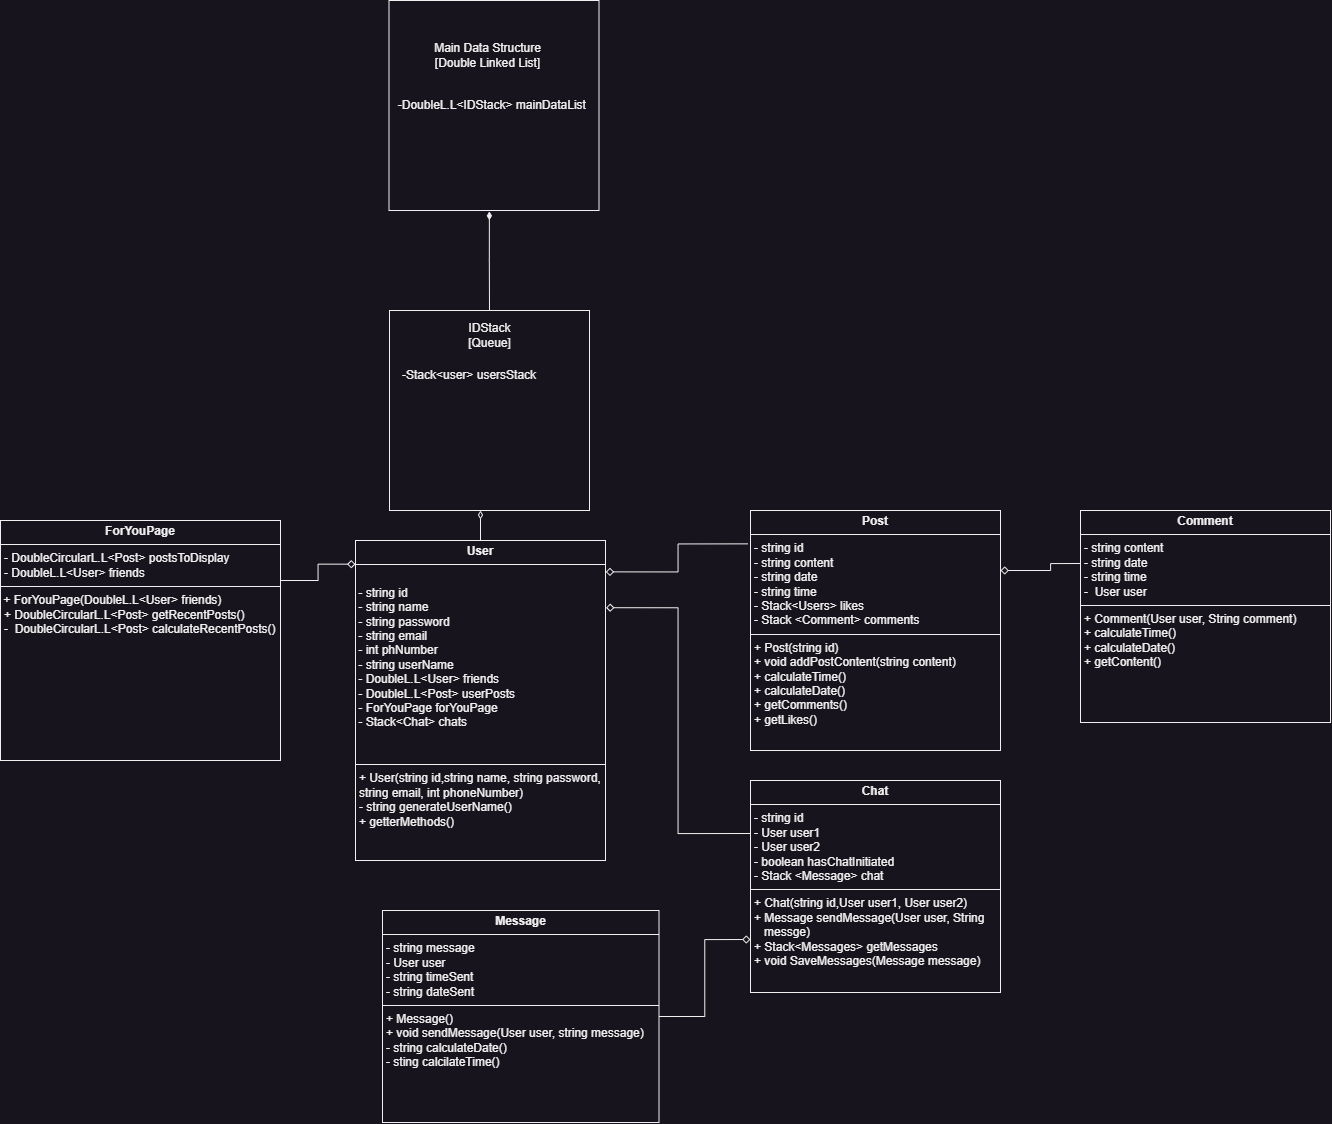 Main Data Structure
[Double Linked List]
-DoubleL.L<IDStack> mainDataList
IDStack
[Queue]
-Stack<user> usersStack
ForYouPage
- DoubleCircularL.L<Post> postsToDisplay
- DoubleL.L<User> friends
+ ForYouPage(DoubleL.L<User> friends)
+ DoubleCircularL.L<Post> getRecentPosts()
- DoubleCircularL.L<Post> calculateRecentPosts()
User
- string id
- string name
- string password
- string email
- int phNumber
- string userName
- DoubleL.L<User> friends
- DoubleL.L<Post> userPosts
- ForYouPage forYouPage
- Stack<Chat> chats
+ User(string id,string name, string password,
string email, int phoneNumber)
- string generateUserName()
+ getterMethods()
Post
- string id
- string content
- string date
- string time
- Stack<Users> likes
- Stack <Comment> comments
+ Post(string id)
+ void addPostContent(string content)
+ calculateTime()
+ calculateDate()
+ getComments()
+ getLikes()
Comment
- string content
- string date
- string time
- User user
+ Comment(User user, String comment)
+ calculateTime()
+ calculateDate()
+ getContent()
Chat
- string id
- User user1
- User user2
- boolean hasChatInitiated
- Stack <Message> chat
+ Chat(string id,User user1, User user2)
+ Message sendMessage(User user, String
messge)
+ Stack<Messages> getMessages
+ void SaveMessages(Message message)
Message
- string message
- User user
- string timeSent
- string dateSent
+ Message()
+ void sendMessage(User user, string message)
- string calculateDate()
- sting calcilateTime()